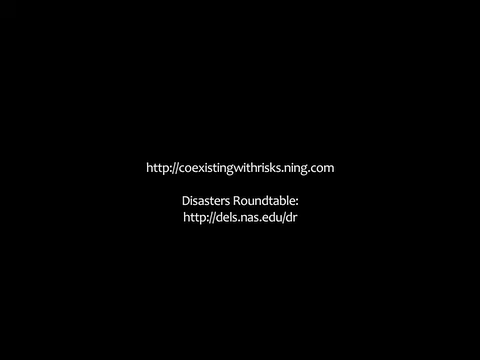 http://coexistingwithrisks.ning.com
Disasters Roundtable:
http://dels.nas.edu/dr